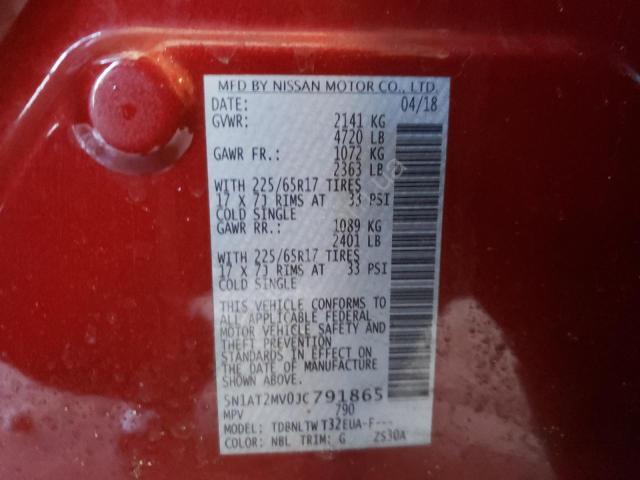 MFD BY NISSAN MOTOR CO., LTD.
DATE: 04/18
GVWR: 2141 KG
4720 LB
GAWR FR.: 1072 KG
2363 LB
WITH 225/65R17 TIRES
17 X 7J RIMS AT 33 PSI
COLD SINGLE
GAWR RR.: 1089 KG
2401 LB
WITH 225/65R17 TIRES
17 X 7J RIMS AT 33 PSI
COLD SINGLE
THIS VEHICLE CONFORMS TO
ALL APPLICABLE FEDERAL
MOTOR VEHICLE SAFETY AND
THEFT PREVENTION
STANDARDS IN EFFECT ON
THE DATE OF MANUFACTURE
SHOWN ABOVE.
5N1AT2MV0JC791865
MPV 790
MODEL: TDBNLTW T32EUA-F---
COLOR: NBL TRIM: G 2S30A